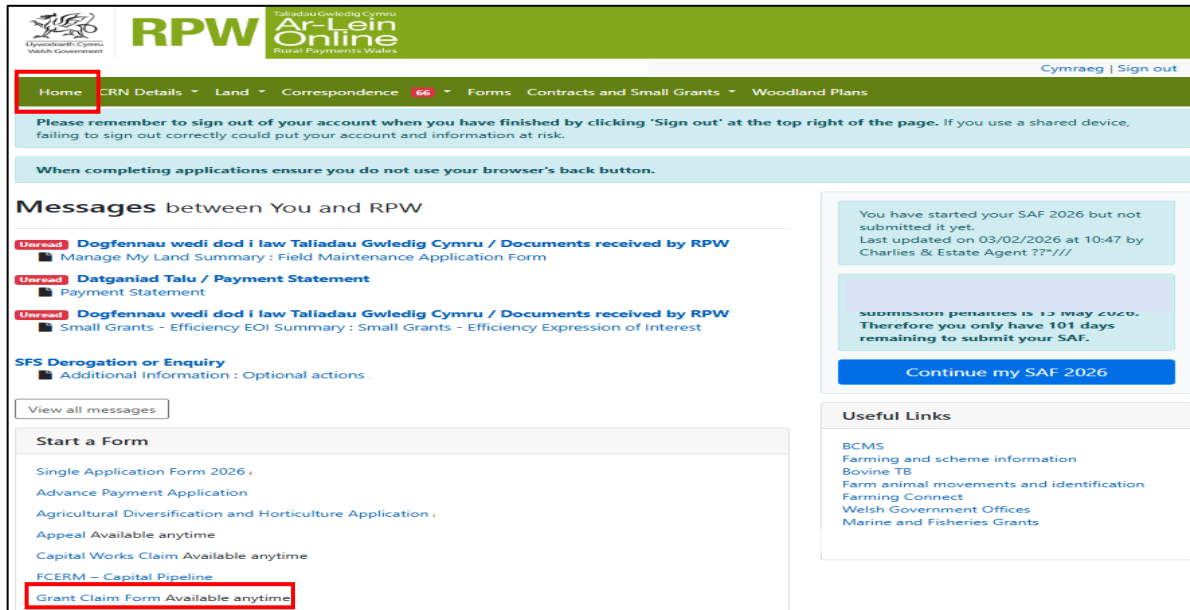 Llywodraeth Cymru
Welsh Government
RPW
Taliadau Gwledig Cymru
Ar-Lein
Online
Rural Payments Wales
Cymraeg | Sign out
Home CRN Details Land Correspondence 66 Forms Contracts and Small Grants Woodland Plans
Please remember to sign out of your account when you have finished by clicking 'Sign out' at the top right of the page. If you use a shared device,
failing to sign out correctly could put your account and information at risk.
When completing applications ensure you do not use your browser's back button.
Messages between You and RPW
Unread Dogfennau wedi dod i law Taliadau Gwledig Cymru / Documents received by RPW
Manage My Land Summary : Field Maintenance Application Form
Unread Datganiad Talu / Payment Statement
Payment Statement
Unread Dogfennau wedi dod i law Taliadau Gwledig Cymru / Documents received by RPW
Small Grants - Efficiency EOI Summary : Small Grants - Efficiency Expression of Interest
SFS Derogation or Enquiry
Additional Information : Optional actions
View all messages
Start a Form
Single Application Form 2026
Advance Payment Application
Agricultural Diversification and Horticulture Application
Appeal Available anytime
Capital Works Claim Available anytime
FCERM – Capital Pipeline
Grant Claim Form Available anytime
You have started your SAF 2026 but not
submitted it yet.
Last updated on 03/02/2026 at 10:47 by
Charlies & Estate Agent ??*///
submission penalties is 15 May 2026.
Therefore you only have 101 days
remaining to submit your SAF.
Continue my SAF 2026
Useful Links
BCMS
Farming and scheme information
Bovine TB
Farm animal movements and identification
Farming Connect
Welsh Government Offices
Marine and Fisheries Grants